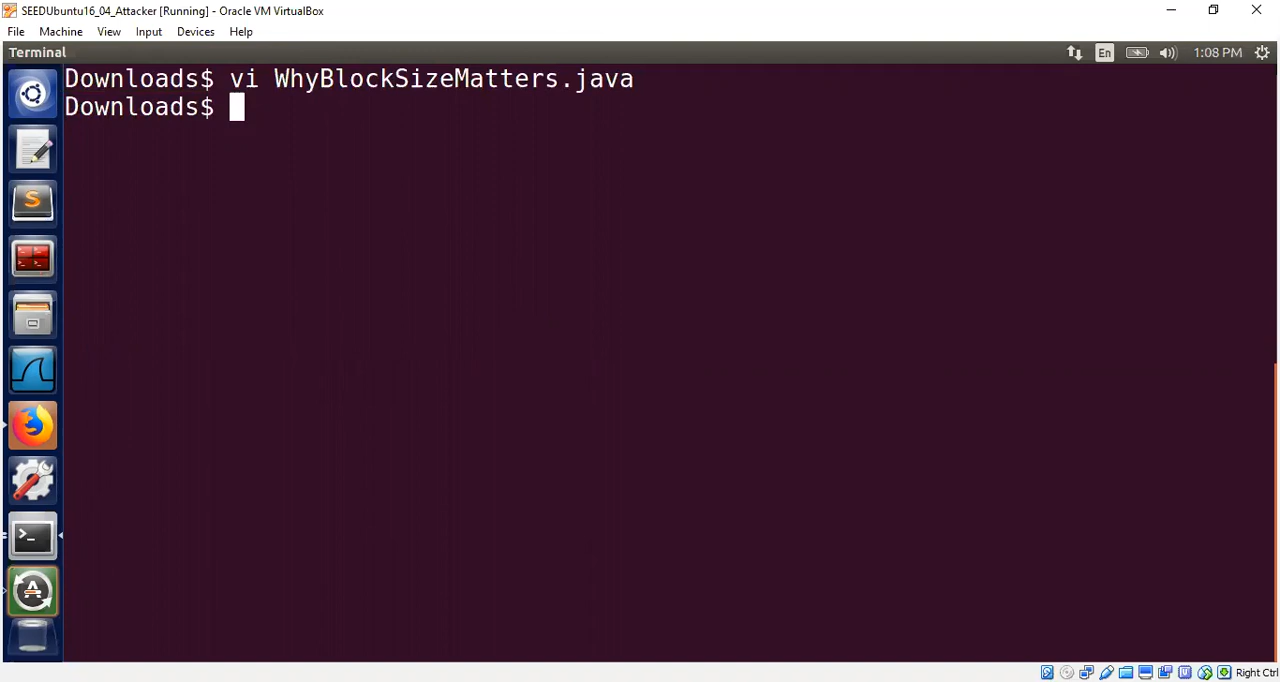 SEEDUbuntu16_04_Attacker [Running] - Oracle VM VirtualBox
File Machine View Input Devices Help
Terminal En 1:08 PM
Downloads$ vi WhyBlockSizeMatters.java
Downloads$
Right Ctrl